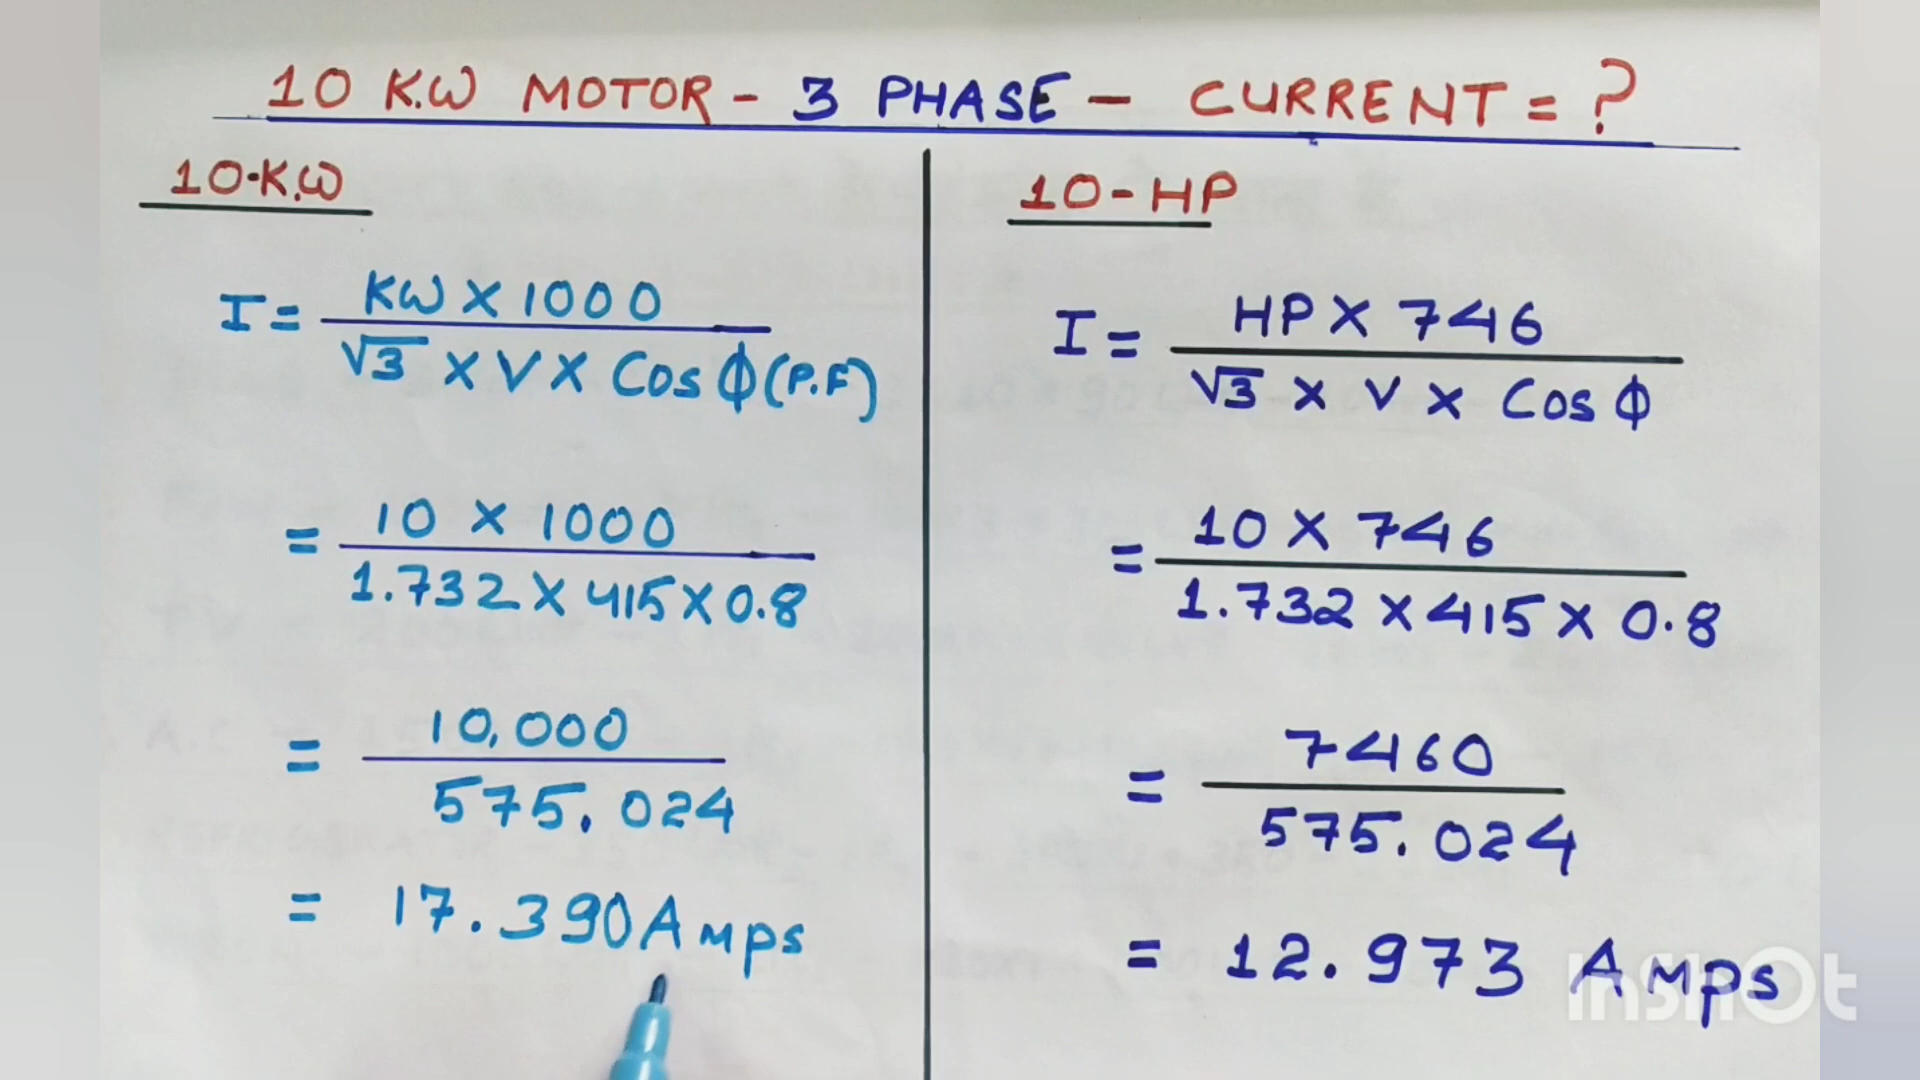 10 K.W MOTOR - 3 PHASE - CURRENT = ?
10-K.W
I = KW X 1000
√3 X V X Cos ϕ (P.F)
= 10 X 1000
1.732 X 415 X 0.8
= 10,000
575.024
= 17.390 Amps
10-HP
I = HP X 746
√3 X V X Cos ϕ
= 10 X 746
1.732 X 415 X 0.8
= 7460
575.024
= 12.973 Amps
InShOt